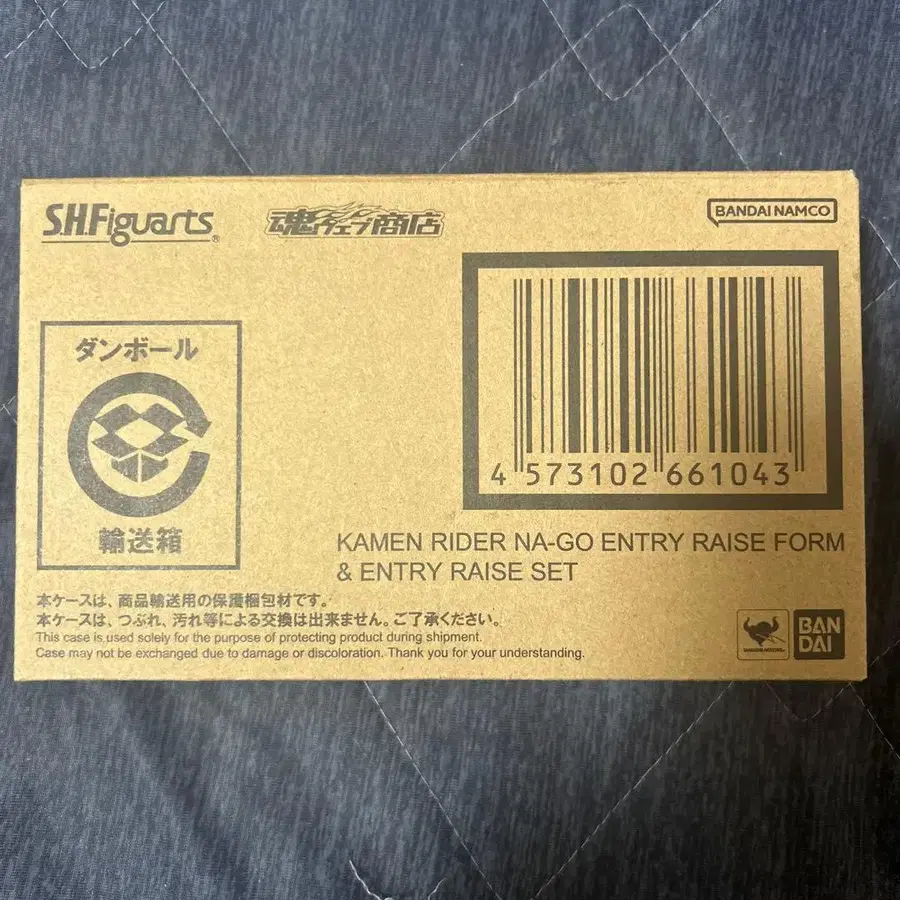 S.H.Figuarts®
魂ウェブ商店
BANDAI NAMCO
ダンボール
輸送箱
4 573102 661043
KAMEN RIDER NA-GO ENTRY RAISE FORM
& ENTRY RAISE SET
本ケースは、商品輸送用の保護梱包材です。
本ケースは、つぶれ、汚れ等による交換は出来ません。ご了承ください。
This case is used solely for the purpose of protecting product during shipment.
Case may not be exchanged due to damage or discoloration. Thank you for your understanding.
BAN
DAI